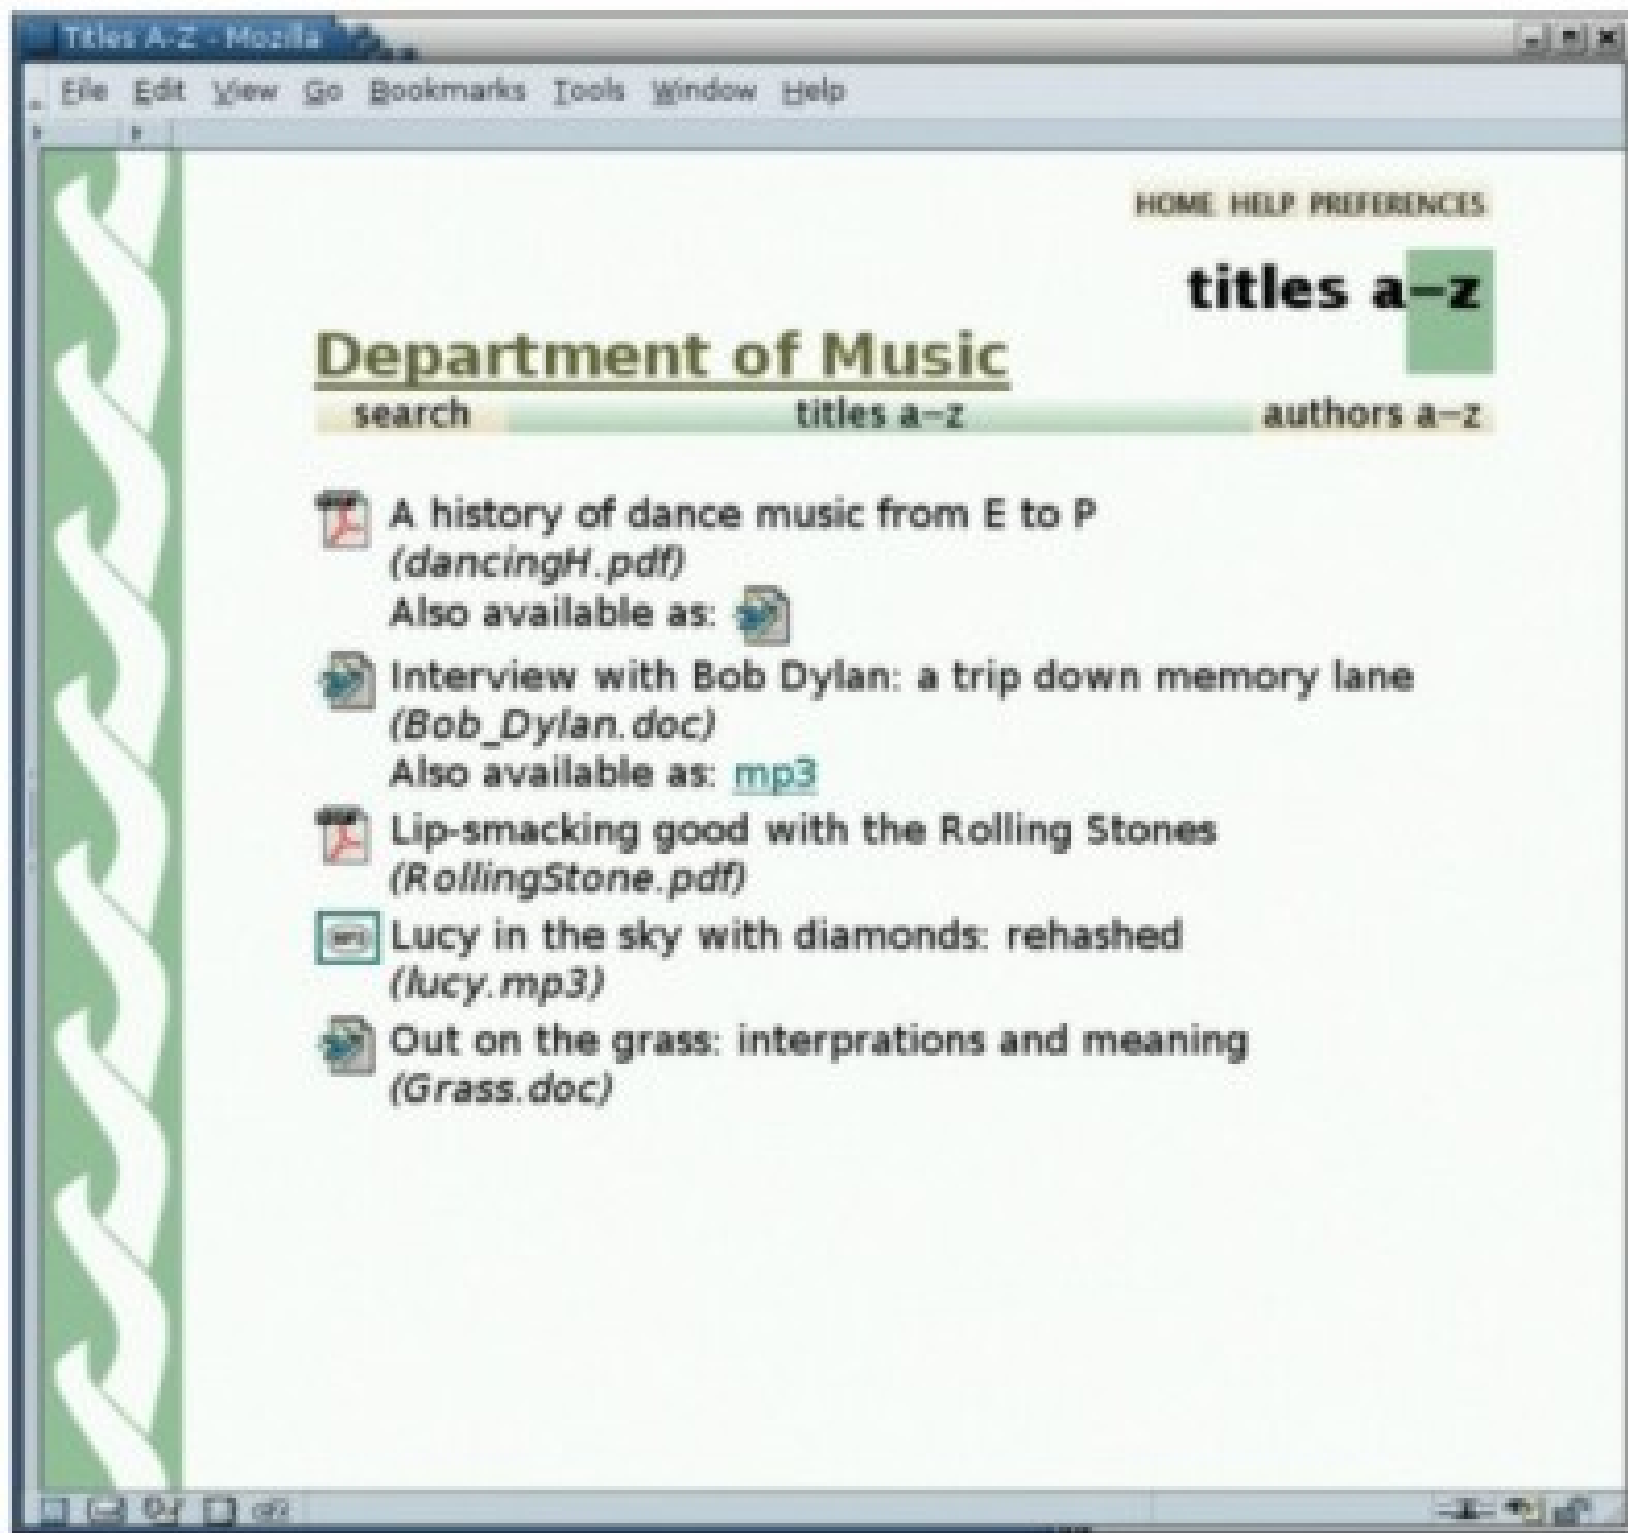 Titles A-Z - Mozilla
File Edit View Go Bookmarks Tools Window Help
HOME HELP PREFERENCES
titles a–z
Department of Music
search titles a–z authors a–z
A history of dance music from E to P
(dancingH.pdf)
Also available as:
Interview with Bob Dylan: a trip down memory lane
(Bob_Dylan.doc)
Also available as: mp3
Lip-smacking good with the Rolling Stones
(RollingStone.pdf)
Lucy in the sky with diamonds: rehashed
(lucy.mp3)
Out on the grass: interprations and meaning
(Grass.doc)